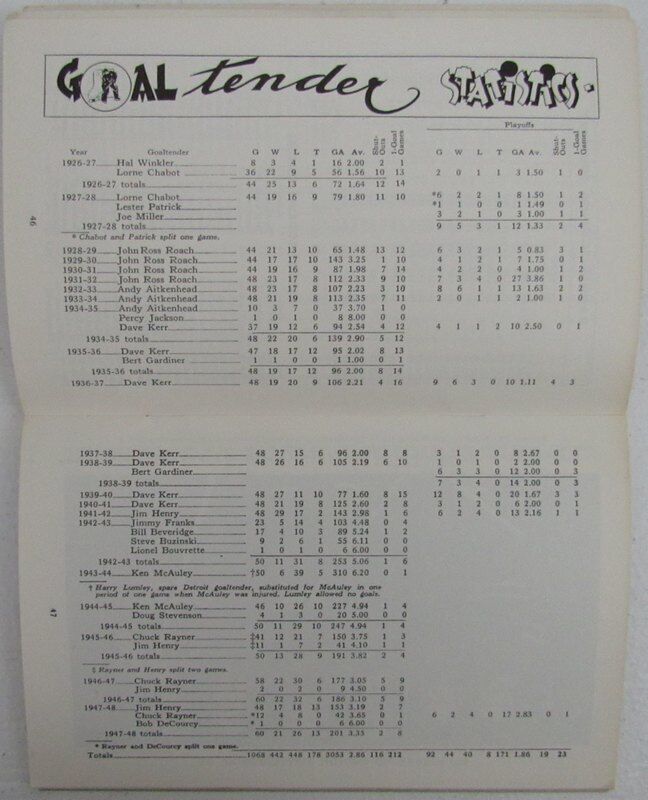 GOAL tender STATISTICS.
Playoffs
Year Goaltender G W L T GA Av. Shut-Outs 1-Goal Games G W L T GA Av. Shut-Outs 1-Goal Games
1926-27 Hal Winkler 8 3 4 1 16 2.00 2 1
Lorne Chabot 36 22 9 5 56 1.56 10 13 2 0 1 1 3 1.50 1 0
1926-27 totals 44 25 13 6 72 1.64 12 14
1927-28 Lorne Chabot 44 19 16 9 79 1.80 11 10 *6 2 2 1 8 1.50 1 2
Lester Patrick *1 1 0 0 1 1.49 0 1
Joe Miller 3 2 1 0 3 1.00 1 1
1927-28 totals 9 5 3 1 12 1.33 2 4
* Chabot and Patrick split one game.
1928-29 John Ross Roach 44 21 13 10 65 1.48 13 12 6 3 2 1 5 0.83 3 1
1929-30 John Ross Roach 44 17 17 10 143 3.25 1 10 4 1 2 1 7 1.75 0 1
1930-31 John Ross Roach 44 19 16 9 87 1.98 7 14 4 2 2 0 4 1.00 1 2
1931-32 John Ross Roach 48 23 17 8 112 2.33 9 10 7 3 4 0 27 3.86 1 0
1932-33 Andy Aitkenhead 48 23 17 8 107 2.23 3 10 8 6 1 1 13 1.63 2 2
1933-34 Andy Aitkenhead 48 21 19 8 113 2.35 7 11 2 0 1 1 2 1.00 1 0
1934-35 Andy Aitkenhead 10 3 7 0 37 3.70 1 0
Percy Jackson 1 0 1 0 8 8.00 0 0
Dave Kerr 37 19 12 6 94 2.54 4 12 4 1 1 2 10 2.50 0 1
1934-35 totals 48 22 20 6 139 2.90 5 12
1935-36 Dave Kerr 47 18 17 12 95 2.02 8 13
Bert Gardiner 1 1 0 0 1 1.00 0 1
1935-36 totals 48 19 17 12 96 2.00 8 14
1936-37 Dave Kerr 48 19 20 9 106 2.21 4 16 9 6 3 0 10 1.11 4 3
46
1937-38 Dave Kerr 48 27 15 6 96 2.00 8 8 3 1 2 0 8 2.67 0 0
1938-39 Dave Kerr 48 26 16 6 105 2.19 6 10 1 0 1 0 2 2.00 0 0
Bert Gardiner 6 3 3 0 12 2.00 0 3
1938-39 totals 7 3 4 0 14 2.00 0 3
1939-40 Dave Kerr 48 27 11 10 77 1.60 8 15 12 8 4 0 20 1.67 3 3
1940-41 Dave Kerr 48 21 19 8 125 2.60 2 8 3 1 2 0 6 2.00 0 0
1941-42 Jim Henry 48 29 17 2 143 2.98 1 6 6 2 4 0 13 2.16 1 1
1942-43 Jimmy Franks 23 5 14 4 103 4.48 0 4
Bill Beveridge 17 4 10 3 89 5.24 1 2
Steve Buzinski 9 2 6 1 55 6.11 0 0
Lionel Bouvrette 1 0 1 0 6 6.00 0 0
1942-43 totals 50 11 31 8 253 5.06 1 6
1943-44 Ken McAuley †50 6 39 5 310 6.20 0 1
† Harry Lumley, spare Detroit goaltender, substituted for McAuley in one
period of one game when McAuley was injured. Lumley allowed no goals.
1944-45 Ken McAuley 46 10 26 10 227 4.94 1 4
Doug Stevenson 4 1 3 0 20 5.00 0 0
1944-45 totals 50 11 29 10 247 4.94 1 4
1945-46 Chuck Rayner ‡41 12 21 7 150 3.75 1 3
Jim Henry ‡11 1 7 2 41 4.10 1 1
1945-46 totals 50 13 28 9 191 3.82 2 4
‡ Rayner and Henry split two games.
1946-47 Chuck Rayner 58 22 30 6 177 3.05 5 9
Jim Henry 2 0 2 0 9 4.50 0 0
1946-47 totals 60 22 32 6 186 3.10 5 9
1947-48 Jim Henry 48 17 18 13 153 3.19 2 7
Chuck Rayner *12 4 8 0 42 3.65 0 1 6 2 4 0 17 2.83 0 1
Bob DeCourcy *1 0 0 0 6 6.00 0 0
1947-48 totals 60 21 26 13 201 3.35 2 8
* Rayner and DeCourcy split one game.
Totals 1068 442 448 178 3053 2.86 116 212 92 44 40 8 171 1.86 19 23
47